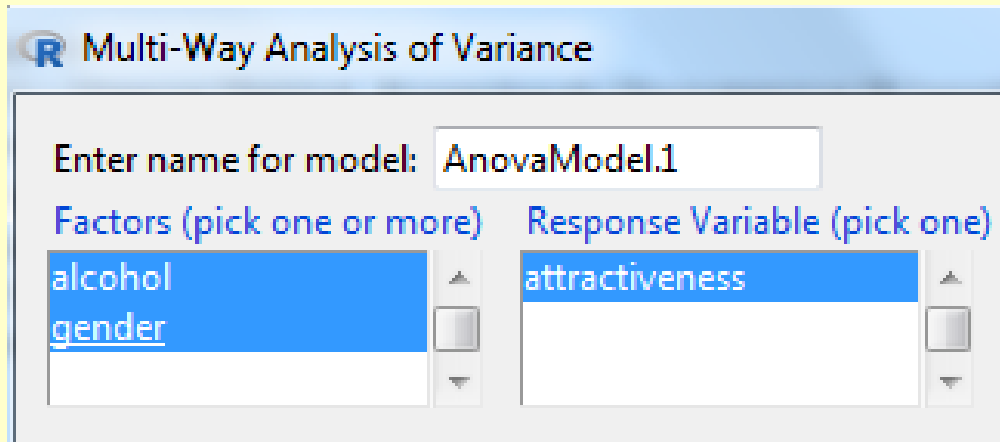 R Multi-Way Analysis of Variance
Enter name for model: AnovaModel.1
Factors (pick one or more) Response Variable (pick one)
alcohol attractiveness
gender